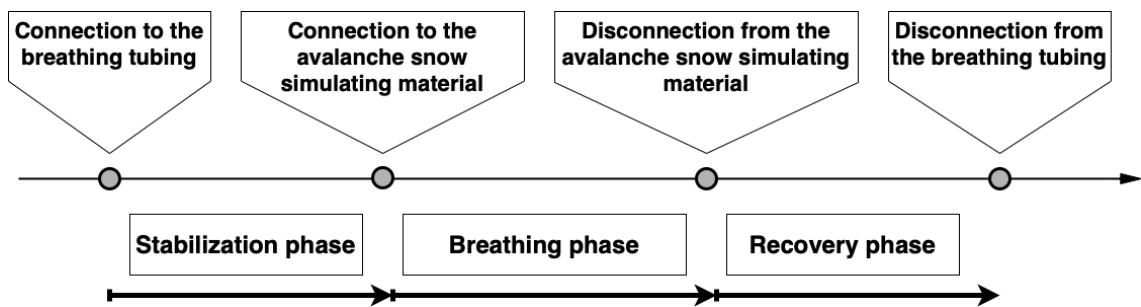 Connection to the
breathing tubing
Connection to the
avalanche snow
simulating material
Disconnection from the
avalanche snow simulating
material
Disconnection from
the breathing tubing
Stabilization phase
Breathing phase
Recovery phase